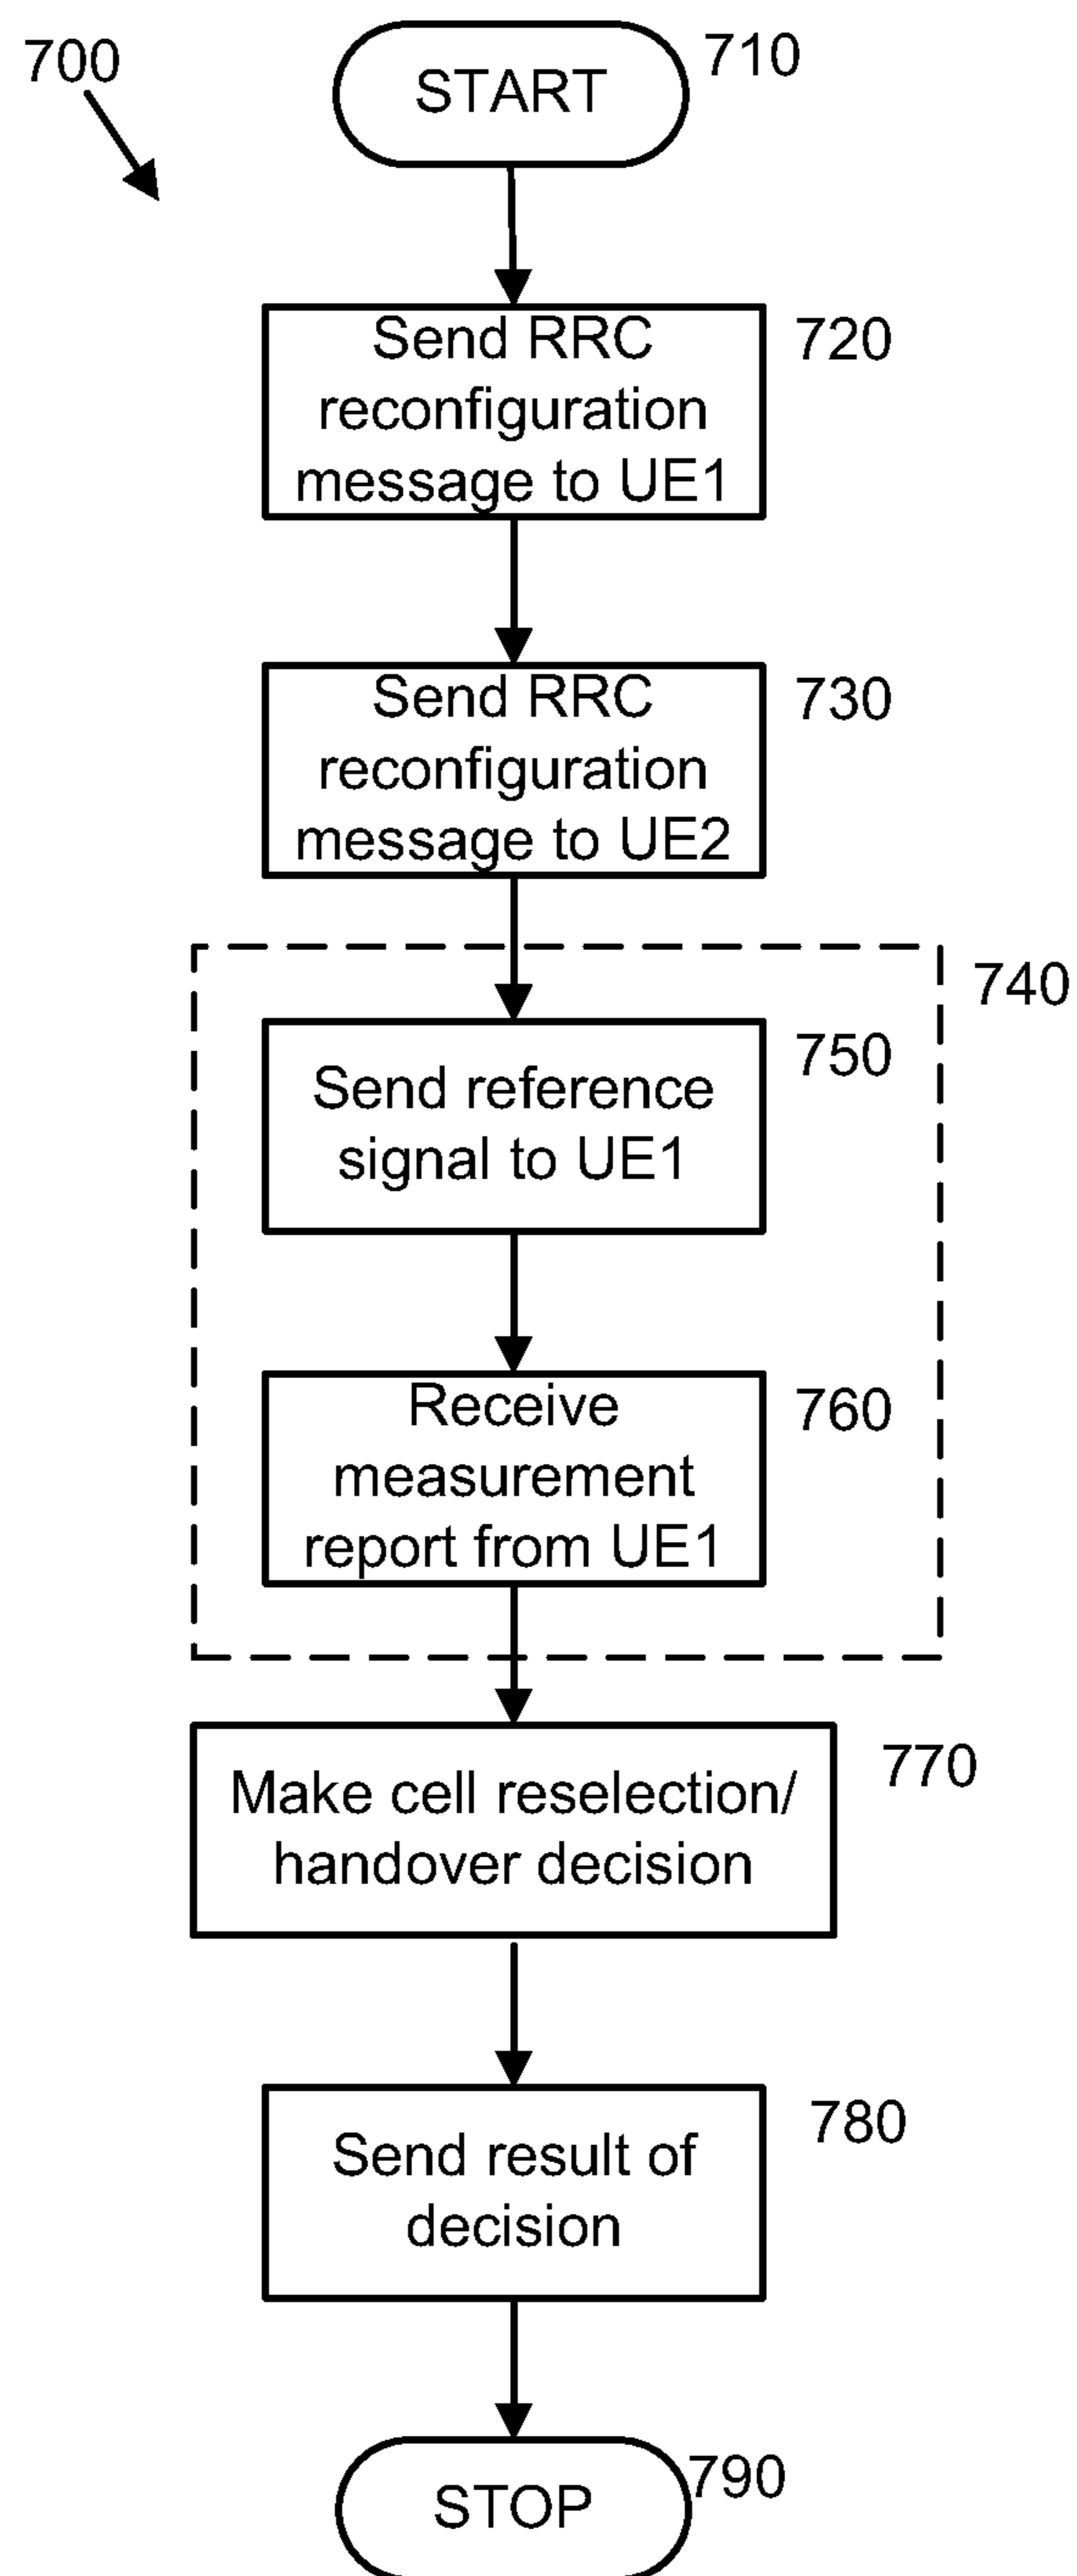 700
START
710
Send RRC
reconfiguration
message to UE1
720
Send RRC
reconfiguration
message to UE2
730
740
Send reference
signal to UE1
750
Receive
measurement
report from UE1
760
Make cell reselection/
handover decision
770
Send result of
decision
780
STOP
790